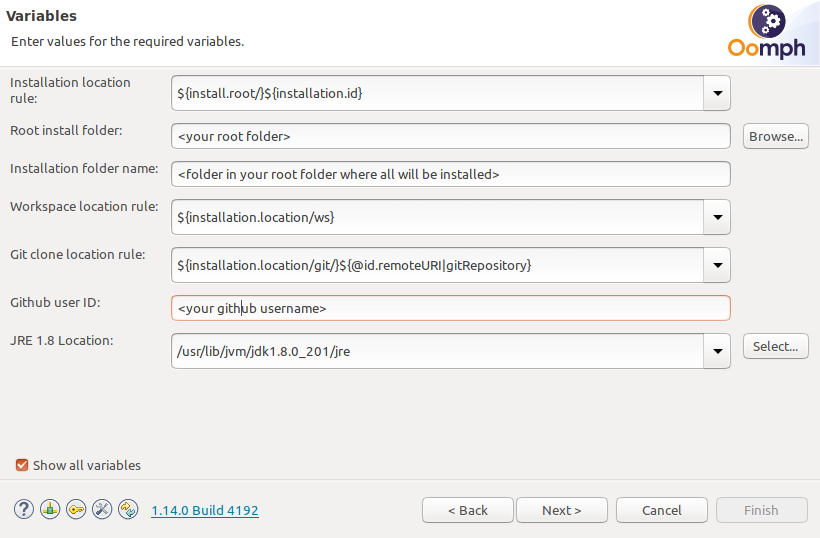 Variables
Enter values for the required variables.
Oomph
Installation location
rule:
${install.root/}${installation.id}
Root install folder:
<your root folder>
Browse...
Installation folder name:
<folder in your root folder where all will be installed>
Workspace location rule:
${installation.location/ws}
Git clone location rule:
${installation.location/git/}${@id.remoteURI|gitRepository}
Github user ID:
<your github username>
JRE 1.8 Location:
/usr/lib/jvm/jdk1.8.0_201/jre
Select...
Show all variables
?
1.14.0 Build 4192
< Back
Next >
Cancel
Finish